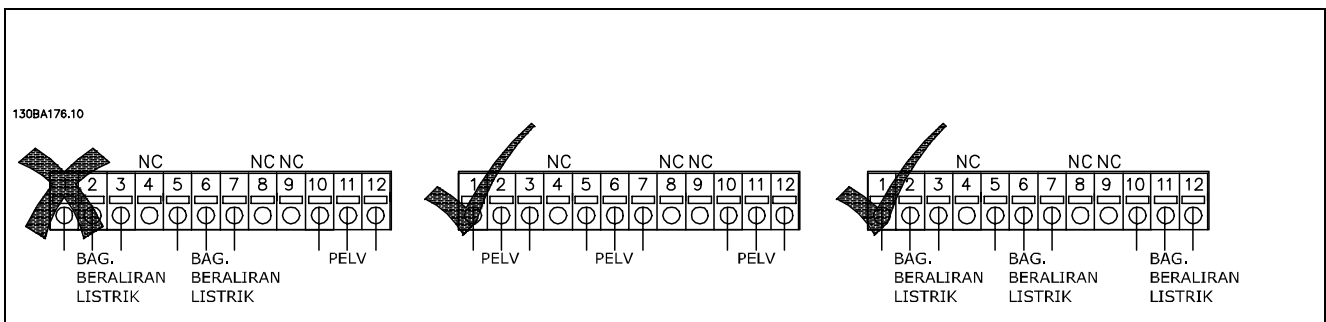 130BA176.10
NC NC NC
2 3 4 5 6 7 8 9 10 11 12
BAG. BERALIRAN LISTRIK
BAG. BERALIRAN LISTRIK
PELV
NC NC NC
1 2 3 4 5 6 7 8 9 10 11 12
PELV PELV PELV
NC NC NC
1 2 3 4 5 6 7 8 9 10 11 12
BAG. BERALIRAN LISTRIK
BAG. BERALIRAN LISTRIK
BAG. BERALIRAN LISTRIK